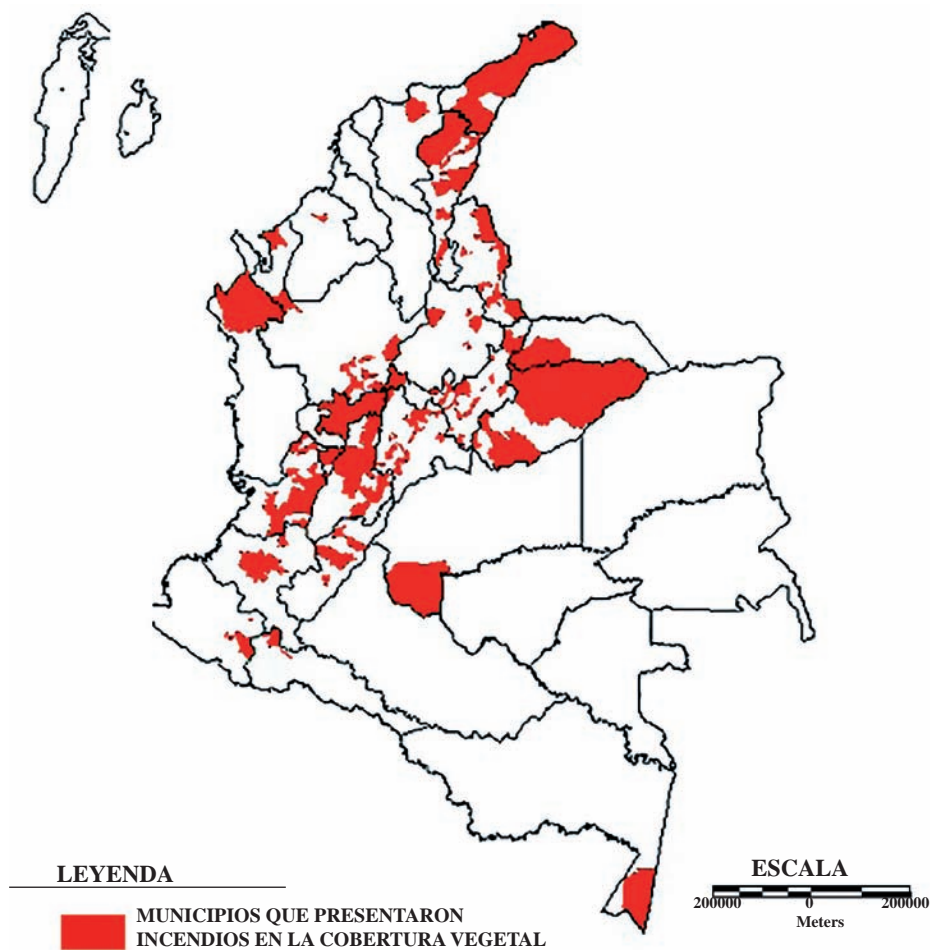 LEYENDA
MUNICIPIOS QUE PRESENTARON
INCENDIOS EN LA COBERTURA VEGETAL
ESCALA
200000 0 200000
Meters